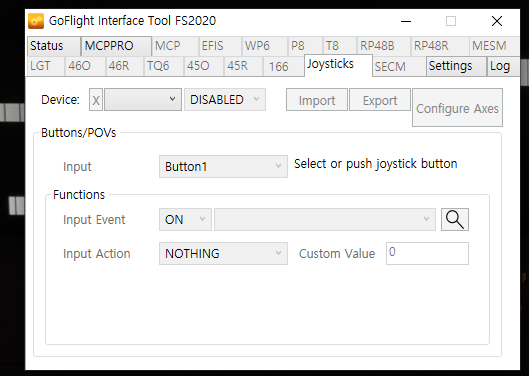 GoFlight Interface Tool FS2020
Status MCPPRO MCP EFIS WP6 P8 T8 RP48B RP48R MESM
LGT 46O 46R TQ6 45O 45R 166 Joysticks SECM Settings Log
Device: X DISABLED Import Export Configure Axes
Buttons/POVs
Input Button1 Select or push joystick button
Functions
Input Event ON
Input Action NOTHING Custom Value 0